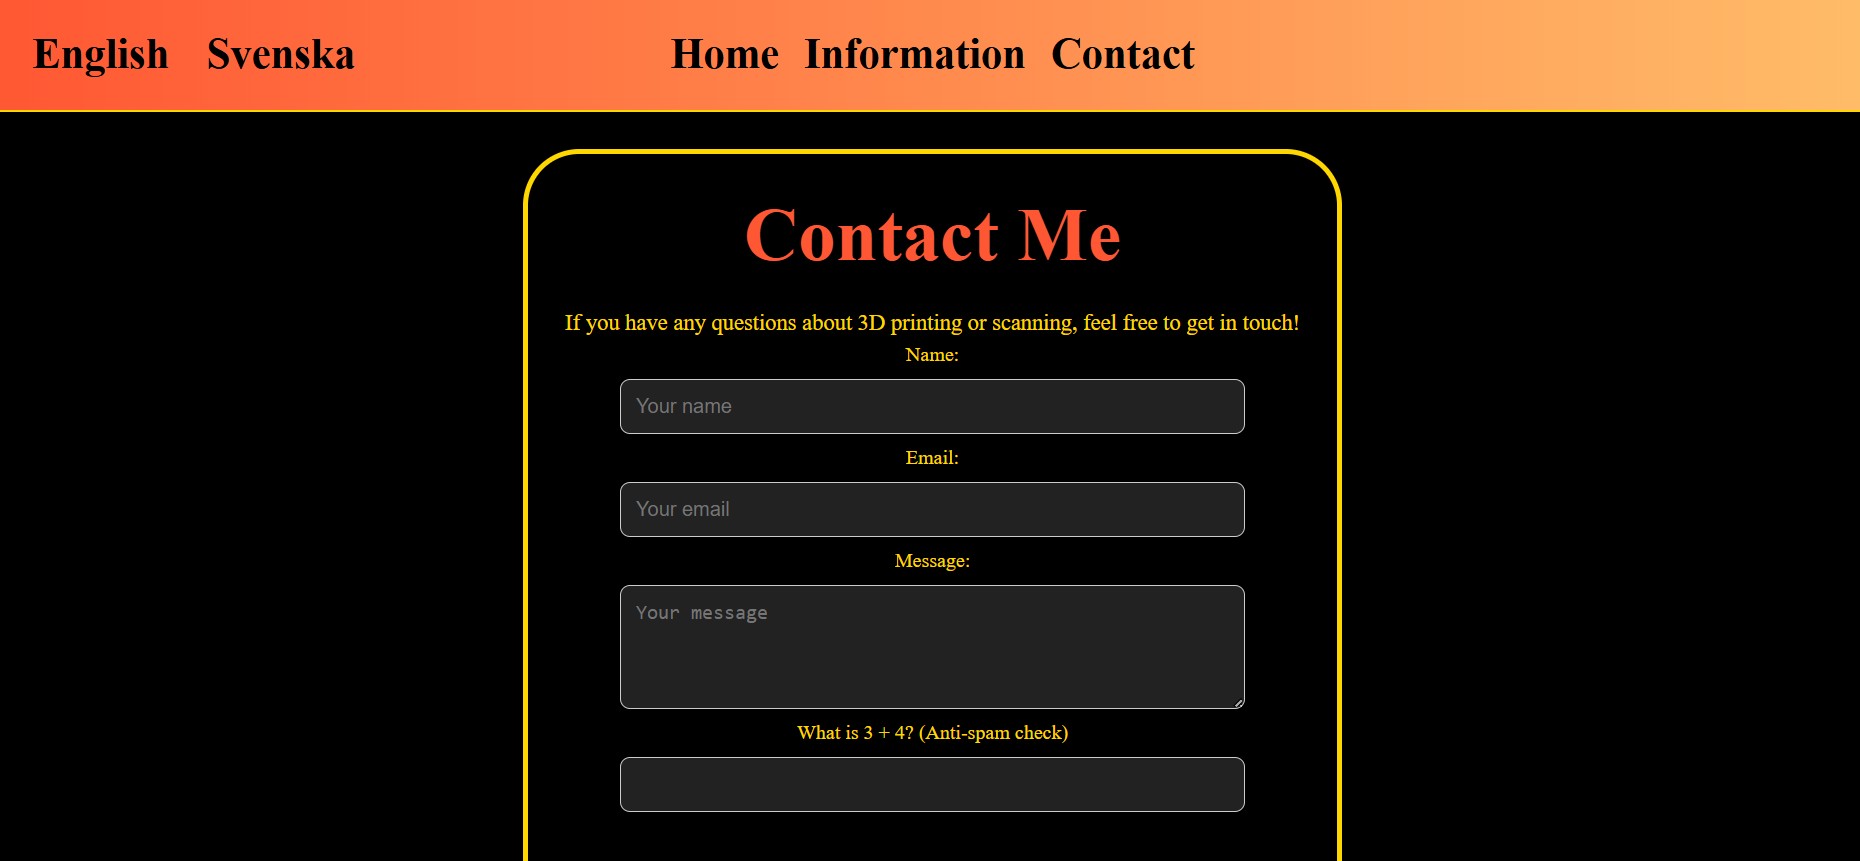 English Svenska Home Information Contact
Contact Me
If you have any questions about 3D printing or scanning, feel free to get in touch!
Name:
Your name
Email:
Your email
Message:
Your message
What is 3 + 4? (Anti-spam check)